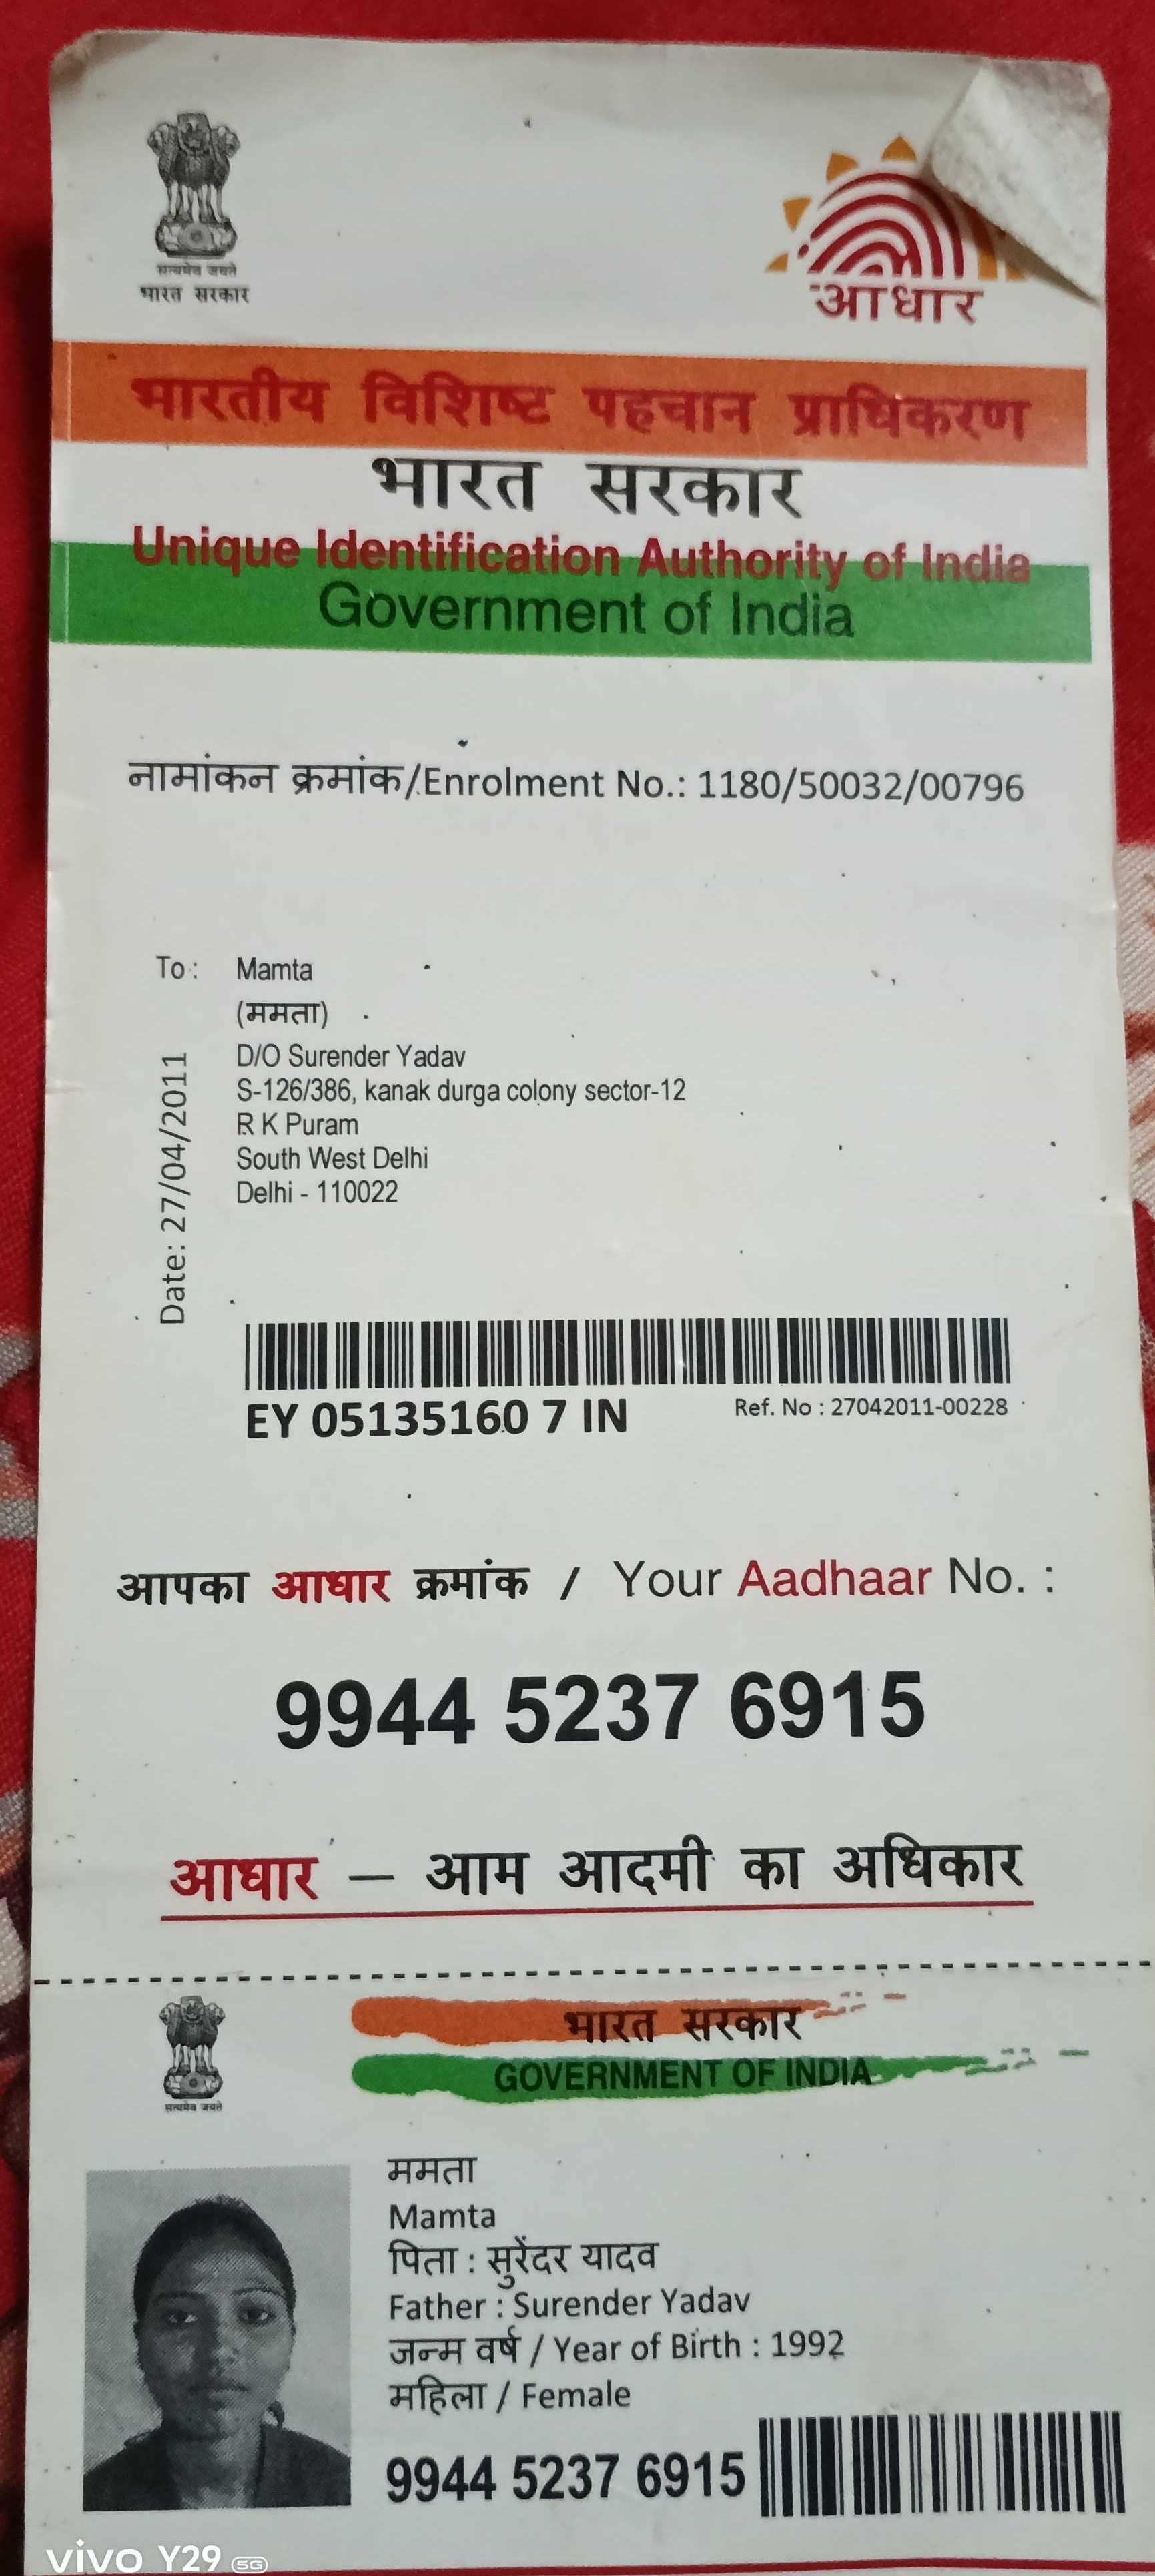 सत्यमेव जयते
भारत सरकार
आधार
भारतीय विशिष्ट पहचान प्राधिकरण
भारत सरकार
Unique Identification Authority of India
Government of India
नामांकन क्रमांक/Enrolment No.: 1180/50032/00796
To: Mamta
(ममता)
D/O Surender Yadav
S-126/386, kanak durga colony sector-12
R K Puram
South West Delhi
Delhi - 110022
Date: 27/04/2011
EY 05135160 7 IN
Ref. No : 27042011-00228
आपका आधार क्रमांक / Your Aadhaar No. :
9944 5237 6915
आधार — आम आदमी का अधिकार
भारत सरकार
GOVERNMENT OF INDIA
सत्यमेव जयते
ममता
Mamta
पिता : सुरेंदर यादव
Father : Surender Yadav
जन्म वर्ष / Year of Birth : 1992
महिला / Female
9944 5237 6915
vivo Y29 5G